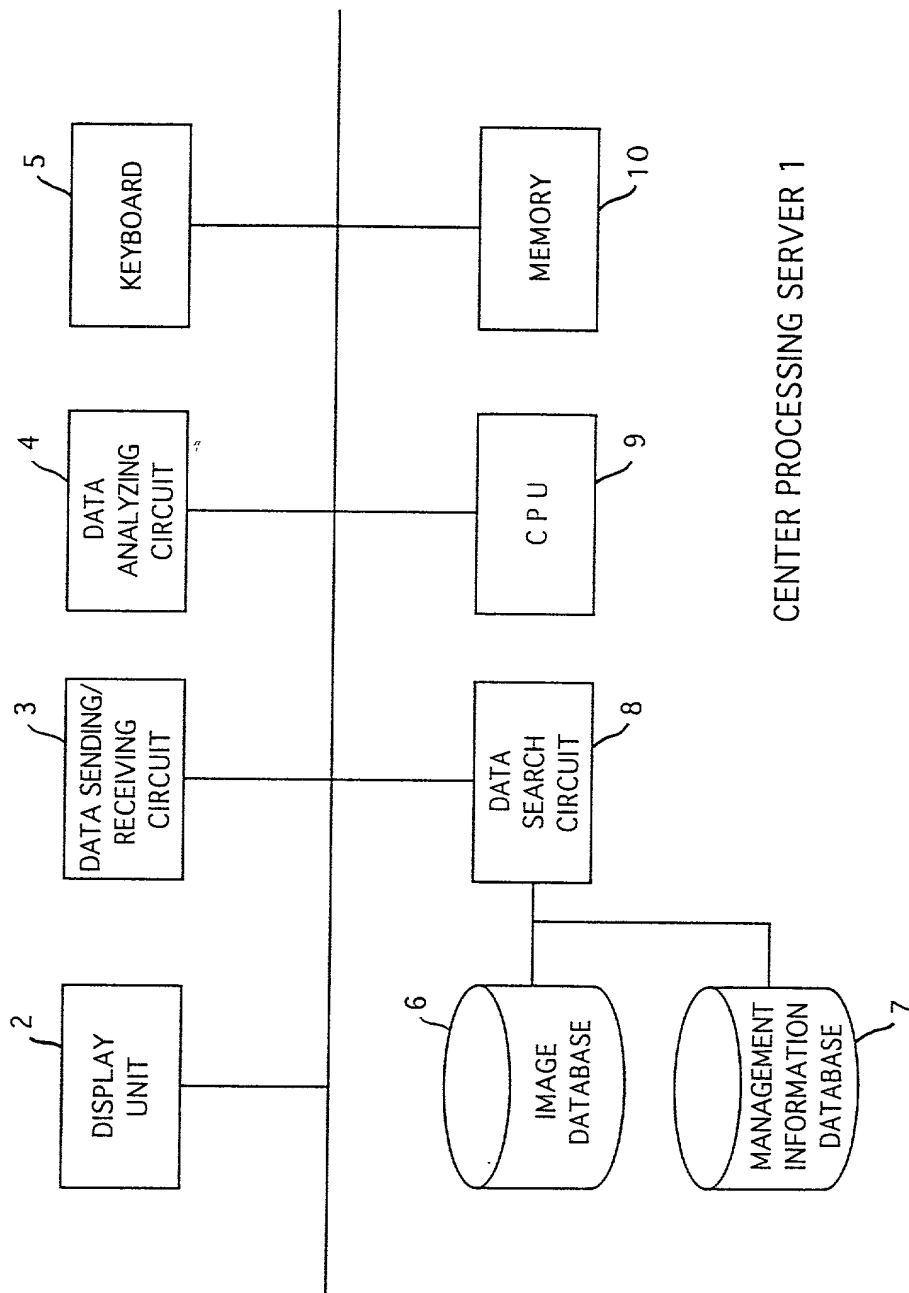 2
DISPLAY
UNIT
3
DATA SENDING/
RECEIVING
CIRCUIT
4
DATA
ANALYZING
CIRCUIT
5
KEYBOARD
6
IMAGE
DATABASE
7
MANAGEMENT
INFORMATION
DATABASE
DATA
SEARCH
CIRCUIT
8
C P U
9
MEMORY
10
CENTER PROCESSING SERVER 1